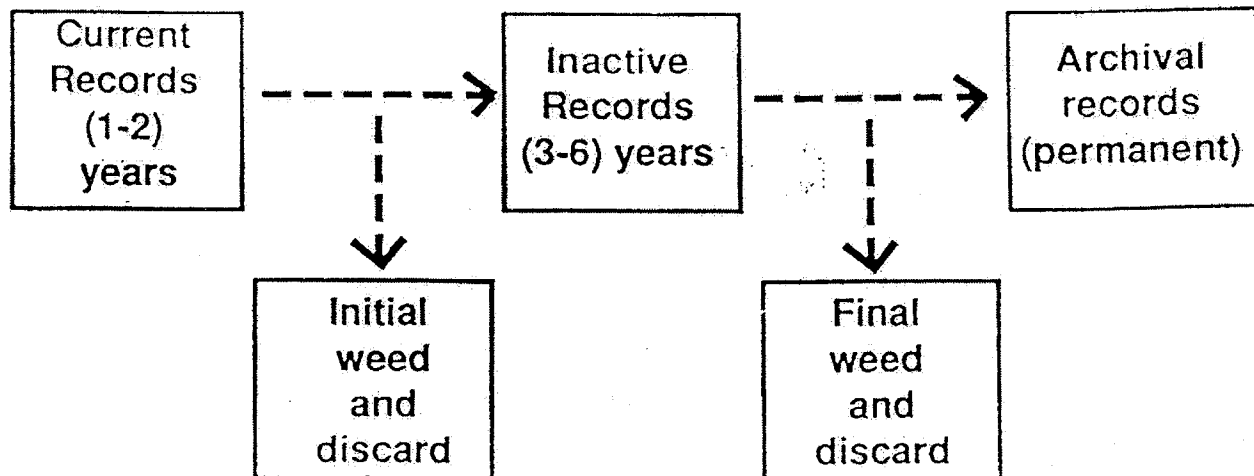 Current
Records
(1-2)
years
Inactive
Records
(3-6) years
Archival
records
(permanent)
Initial
weed
and
discard
Final
weed
and
discard